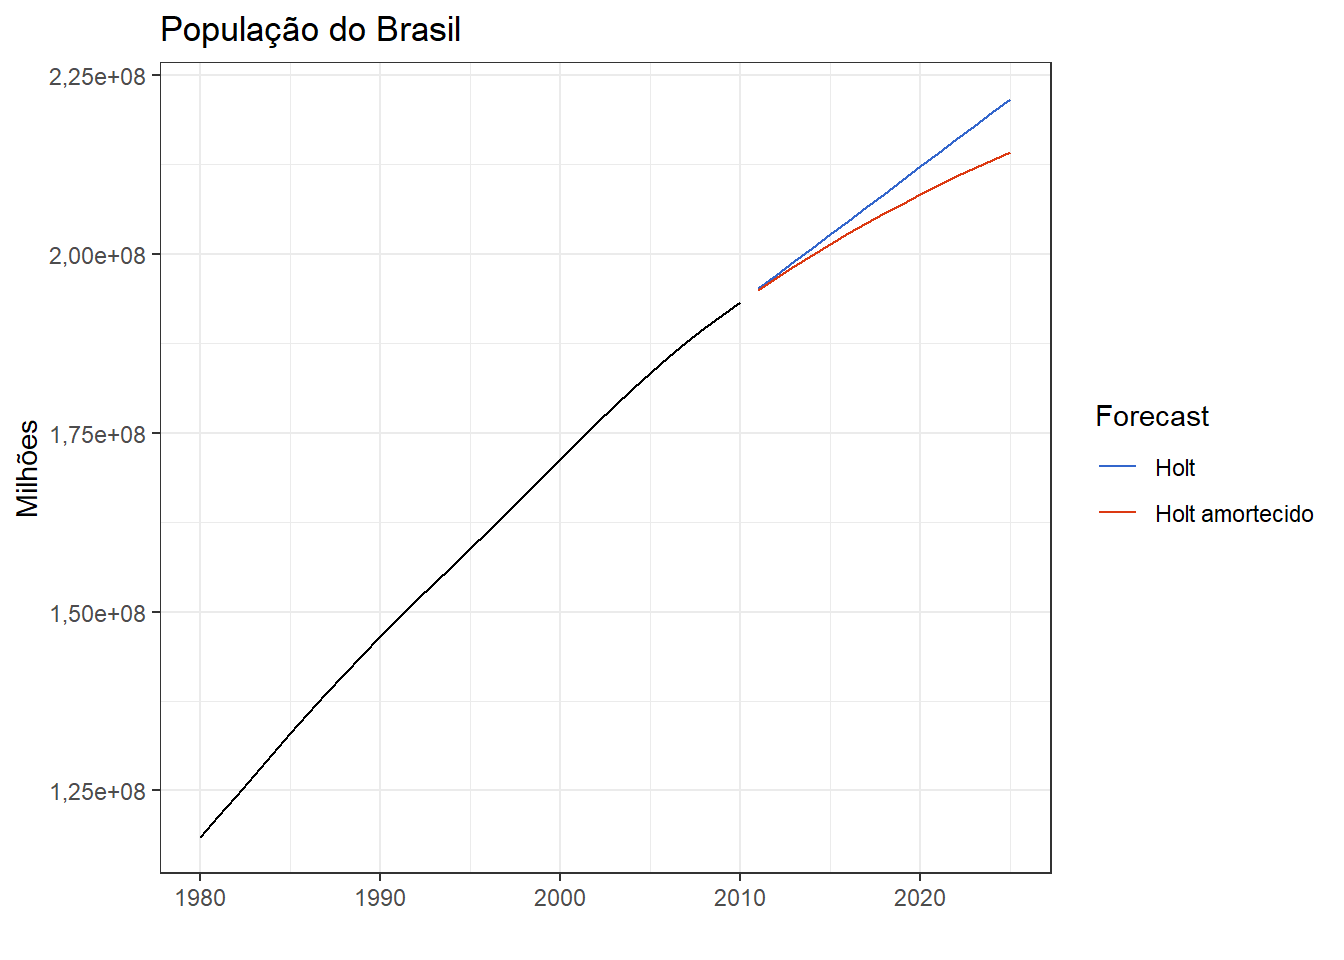 População do Brasil
2,25e+08
2,00e+08
1,75e+08
1,50e+08
1,25e+08
Milhões
1980
1990
2000
2010
2020
Forecast
Holt
Holt amortecido